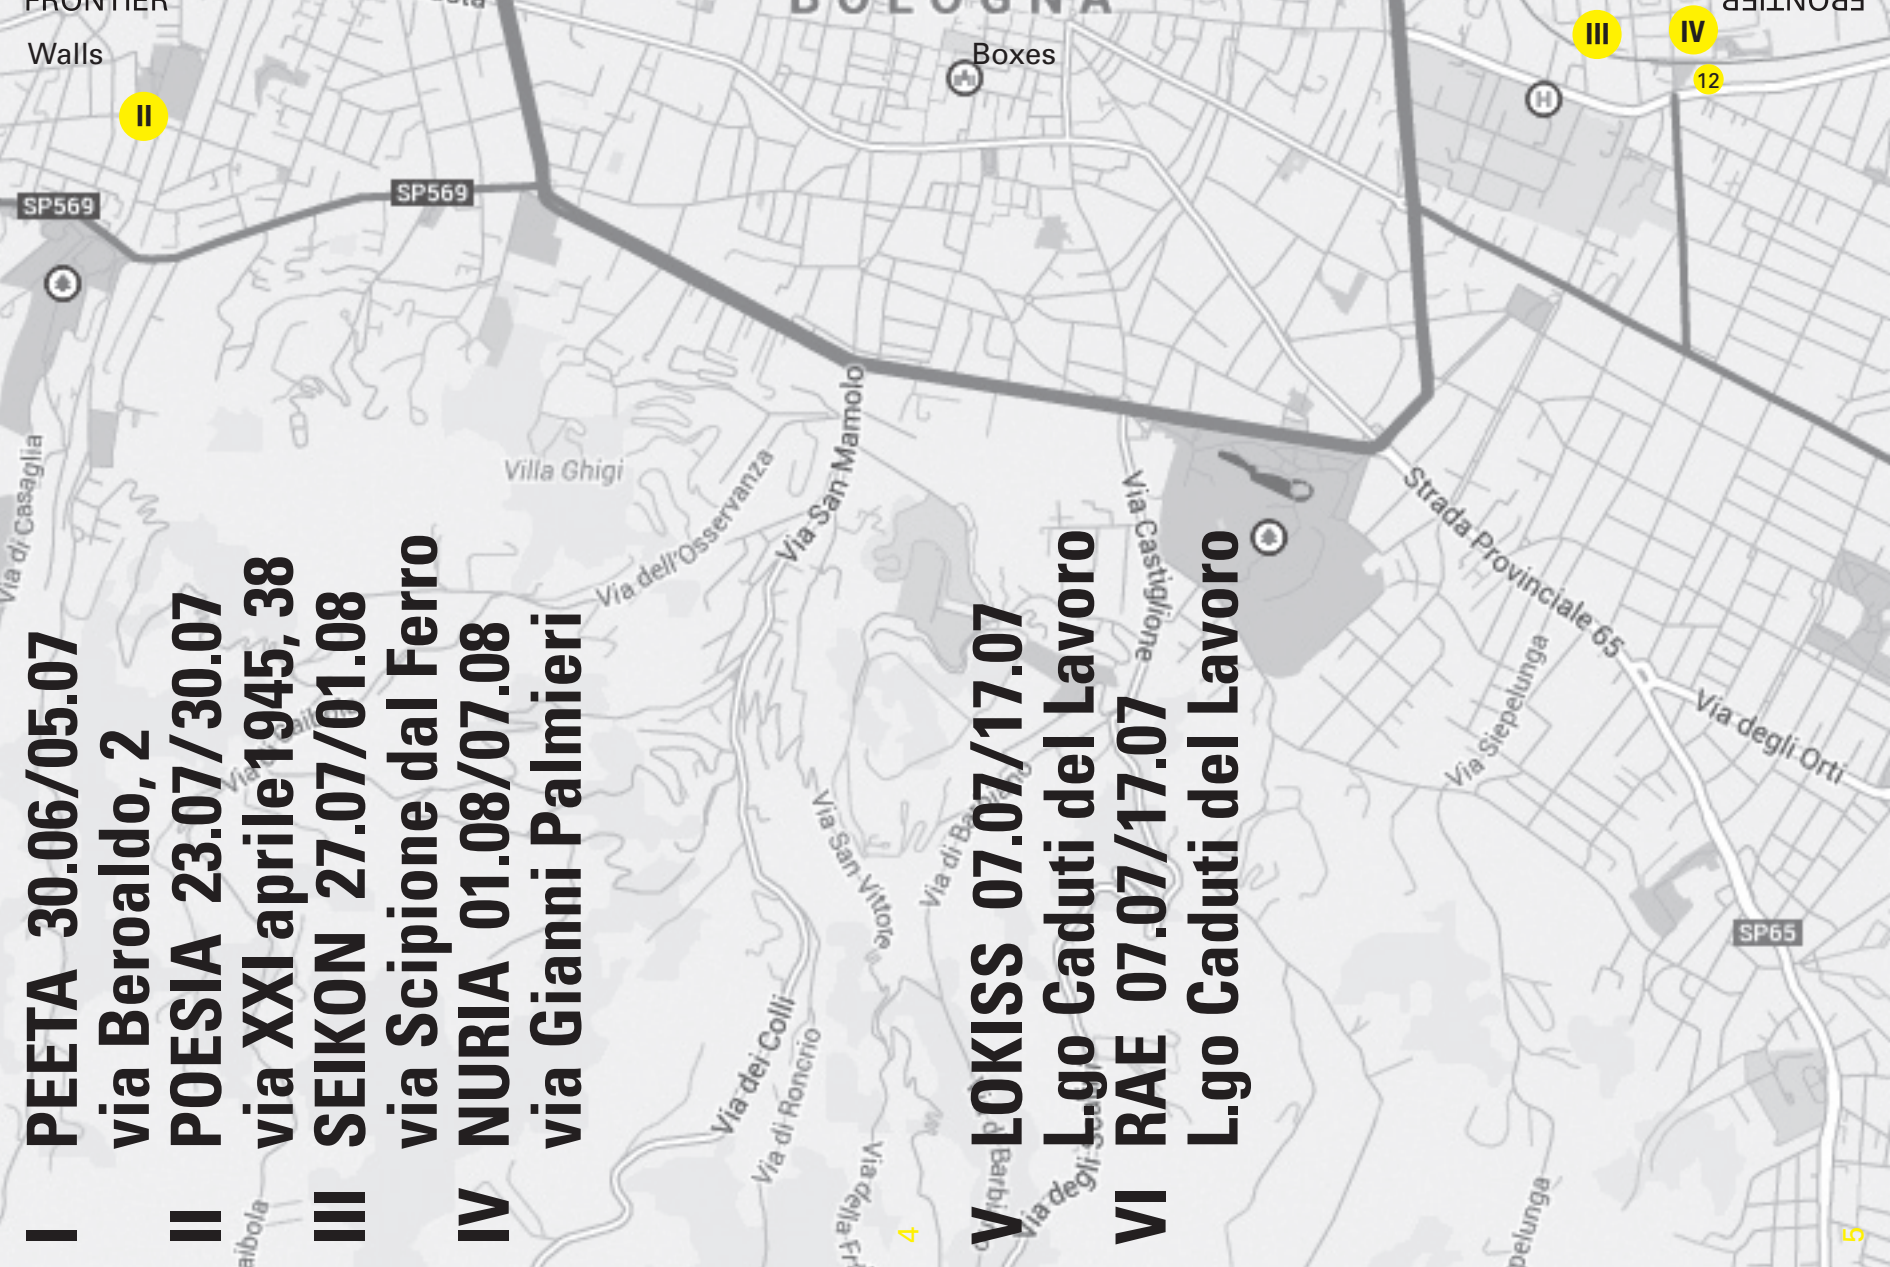 FRONTIER
Walls
BOLOGNA
Boxes
FRONTIER
II
III
IV
12
H
SP569
SP569
Via di Casaglia
Villa Ghigi
Via dell'Osservanza
Via San Mamolo
Via Castiglione
Strada Provinciale 65
Via Siepelunga
Via degli Orti
SP65
Via San Vittore
Via dei Colli
Via di Roncrio
I PEETA 30.06/05.07
via Beroaldo, 2
II POESIA 23.07/30.07
via XXI aprile1945, 38
III SEIKON 27.07/01.08
via Scipione dal Ferro
IV NURIA 01.08/07.08
via Gianni Palmieri
V LOKISS 07.07/17.07
L.go Caduti del Lavoro
VI RAE 07.07/17.07
L.go Caduti del Lavoro
4
5